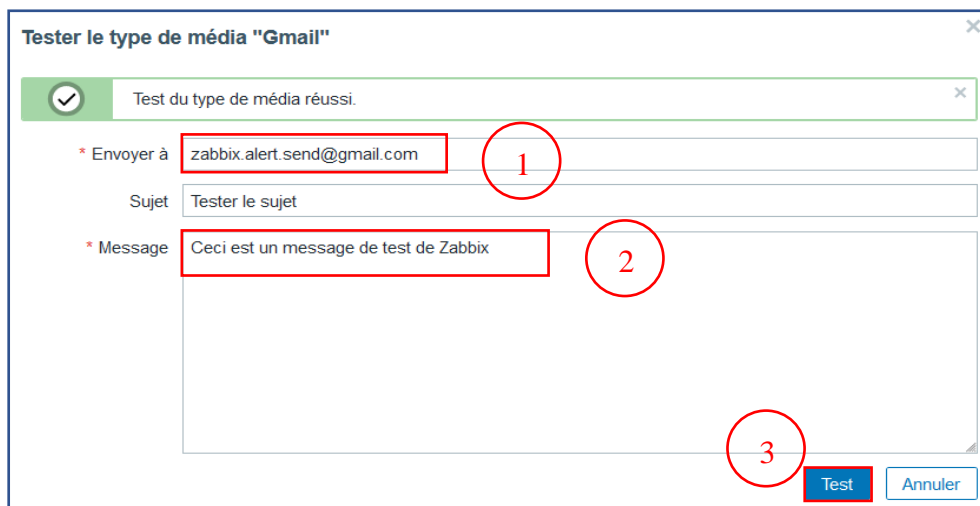 Tester le type de média "Gmail"
Test du type de média réussi.
* Envoyer à zabbix.alert.send@gmail.com 1
Sujet Tester le sujet
* Message Ceci est un message de test de Zabbix
2
3
Test Annuler